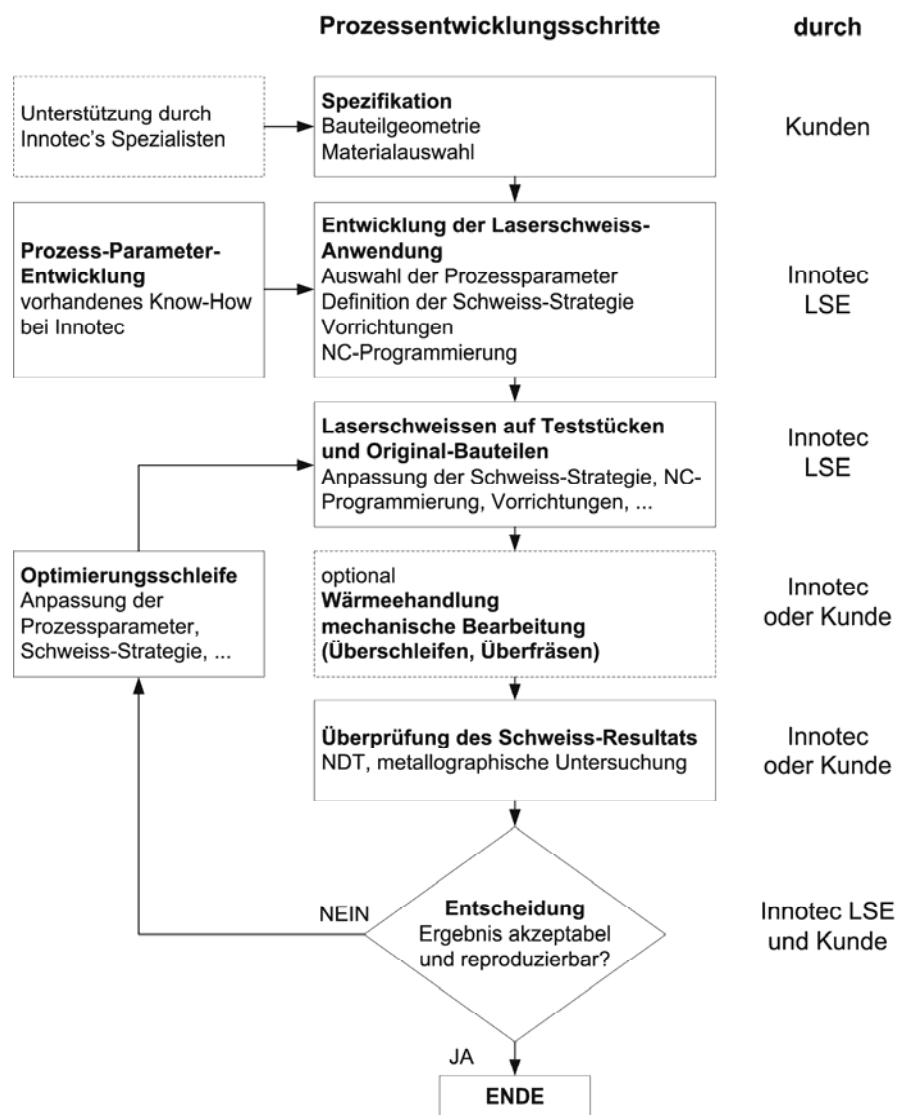 Prozessentwicklungsschritte
durch
Unterstützung durch
Innotec's Spezialisten
Spezifikation
Bauteilgeometrie
Materialauswahl
Kunden
Prozess-Parameter-
Entwicklung
vorhandenes Know-How
bei Innotec
Entwicklung der Laserschweiss-
Anwendung
Auswahl der Prozessparameter
Definition der Schweiss-Strategie
Vorrichtungen
NC-Programmierung
Innotec
LSE
Laserschweissen auf Teststücken
und Original-Bauteilen
Anpassung der Schweiss-Strategie, NC-
Programmierung, Vorrichtungen, ...
Innotec
LSE
Optimierungsschleife
Anpassung der
Prozessparameter,
Schweiss-Strategie, ...
optional
Wärmeehandlung
mechanische Bearbeitung
(Überschleifen, Überfräsen)
Innotec
oder Kunde
Überprüfung des Schweiss-Resultats
NDT, metallographische Untersuchung
Innotec
oder Kunde
NEIN
Entscheidung
Ergebnis akzeptabel
und reproduzierbar?
Innotec LSE
und Kunde
JA
ENDE